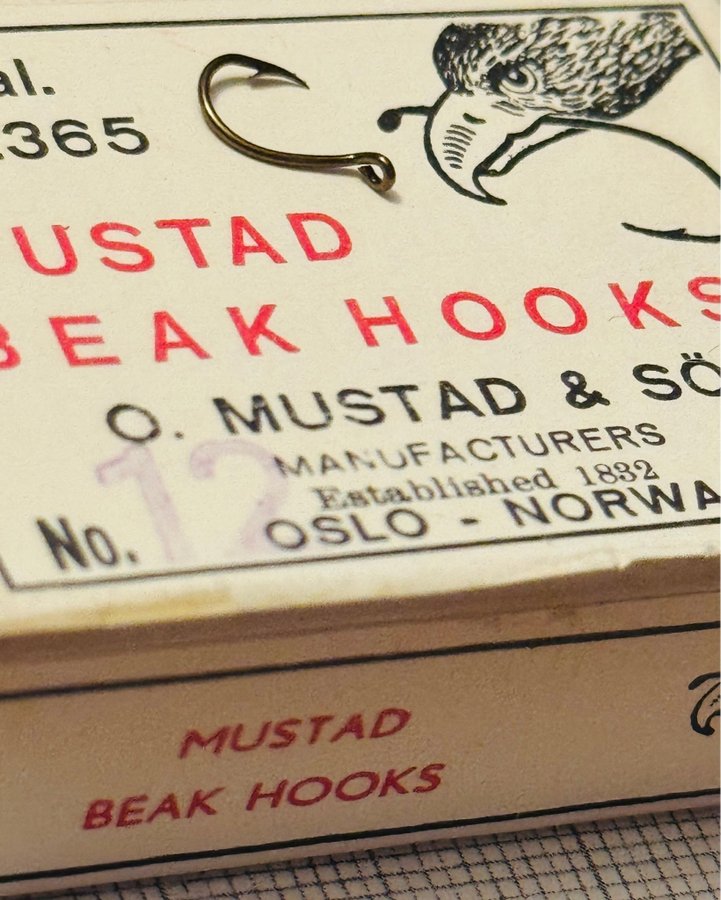 al.
365
USTAD
BEAK HOOKS
O. MUSTAD & SÖ
No. 12
MANUFACTURERS
Established 1832
OSLO - NORWA
MUSTAD
BEAK HOOKS